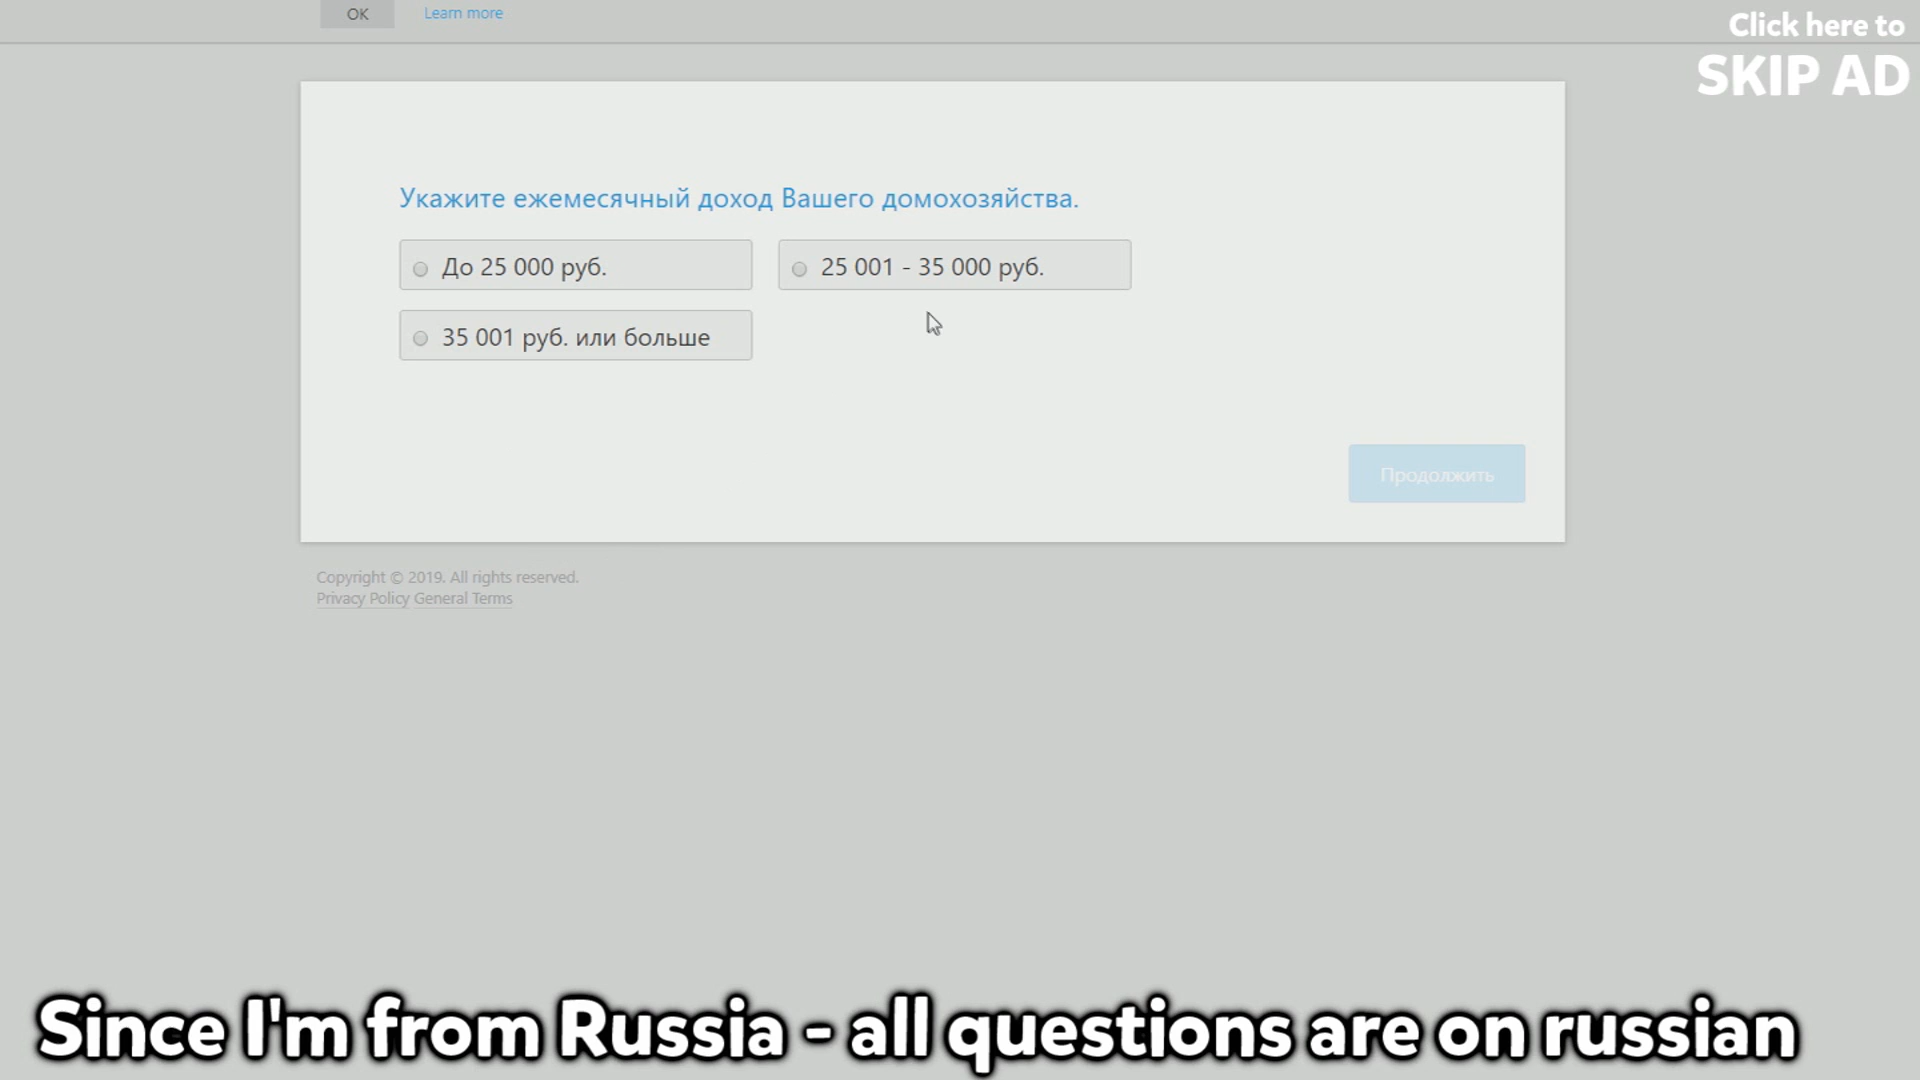 OK
Learn more
Click here to
SKIP AD
Укажите ежемесячный доход Вашего домохозяйства.
До 25 000 руб.
25 001 - 35 000 руб.
35 001 руб. или больше
Продолжить
Copyright © 2019. All rights reserved.
Privacy Policy General Terms
Since I'm from Russia - all questions are on russian